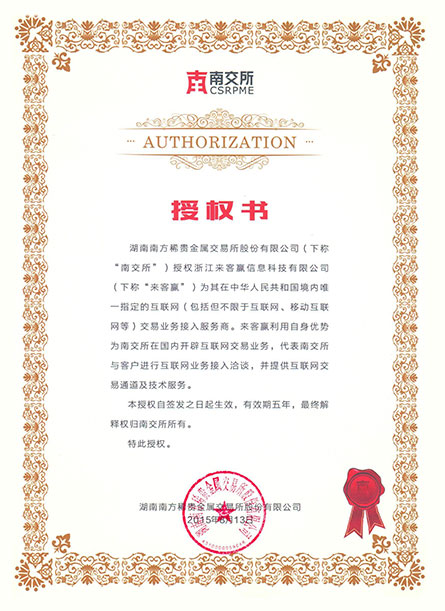 南交所
CSRPME
AUTHORIZATION
授权书
湖南南方稀贵金属交易所股份有限公司（下称
“南交所”）授权浙江来客赢信息科技有限公司
（下称“来客赢”）为其在中华人民共和国境内唯
一指定的互联网（包括但不限于互联网、移动互联
网等）交易业务接入服务商。来客赢利用自身优势
为南交所在国内开辟互联网交易业务，代表南交所
与客户进行互联网业务接入洽谈，并提供互联网交
易通道及技术服务。
本授权自签发之日起生效，有效期五年，最终解
释权归南交所所有。
特此授权。
湖南南方稀贵金属交易所股份有限公司
2015年6月13日